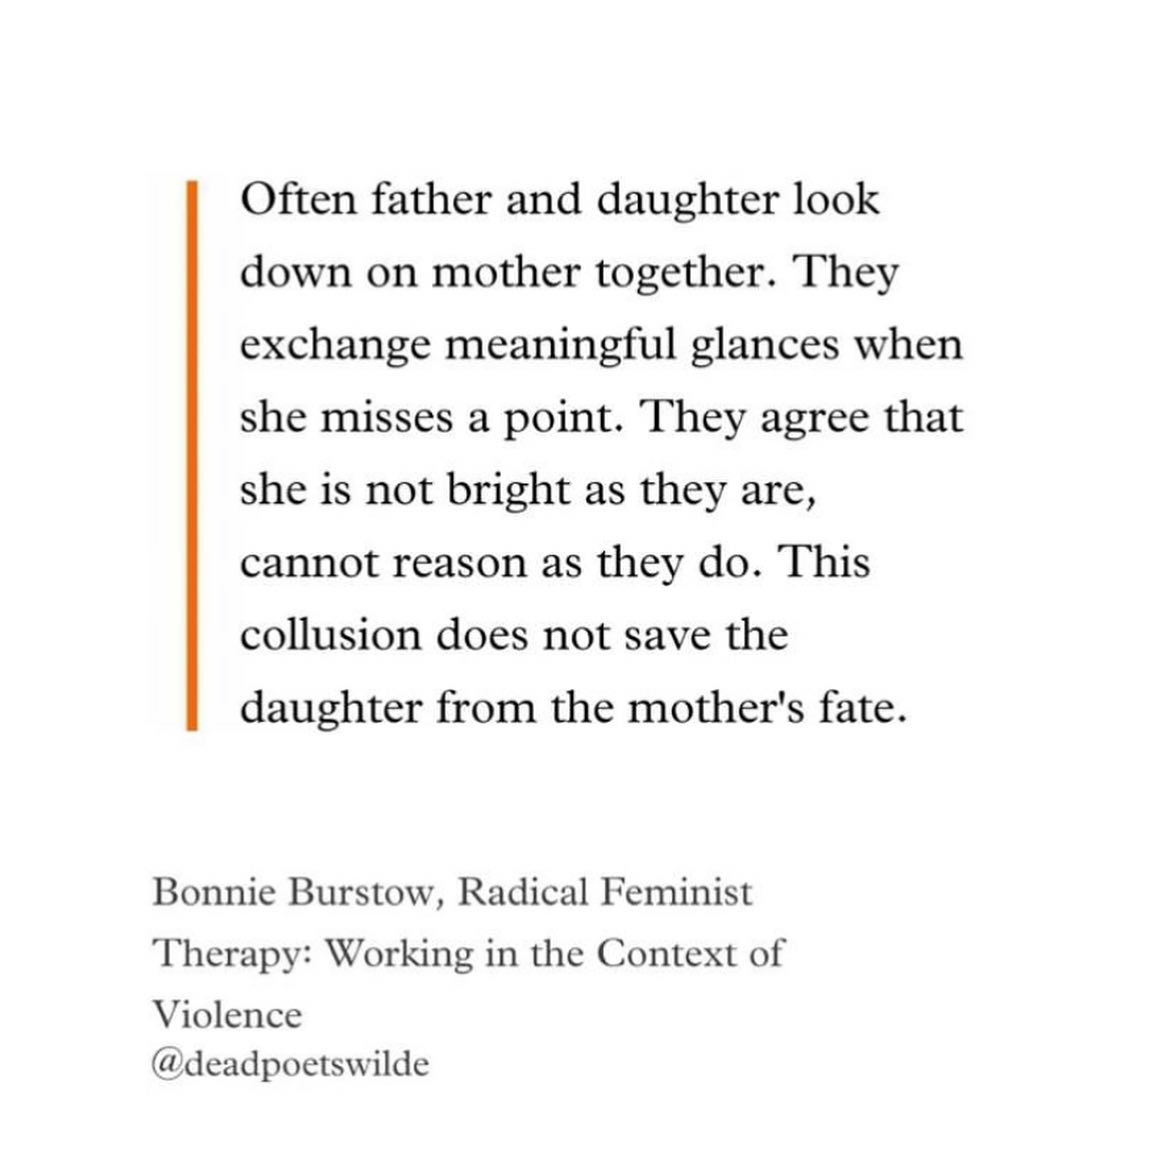 Often father and daughter look
down on mother together. They
exchange meaningful glances when
she misses a point. They agree that
she is not bright as they are,
cannot reason as they do. This
collusion does not save the
daughter from the mother's fate.
Bonnie Burstow, Radical Feminist
Therapy: Working in the Context of
Violence
@deadpoetswilde